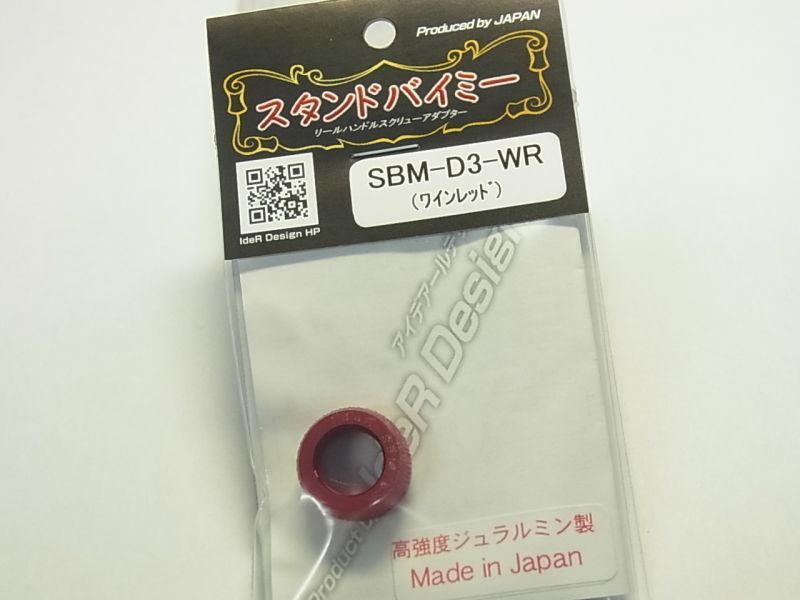 Produced by JAPAN
スタンドバイミー
リールハンドルスクリューアダプター
SBM-D3-WR
(ワインレッド)
IdeR Design HP
アイデアールデ
IdeR Design
Product D
高強度ジュラルミン製
Made in Japan